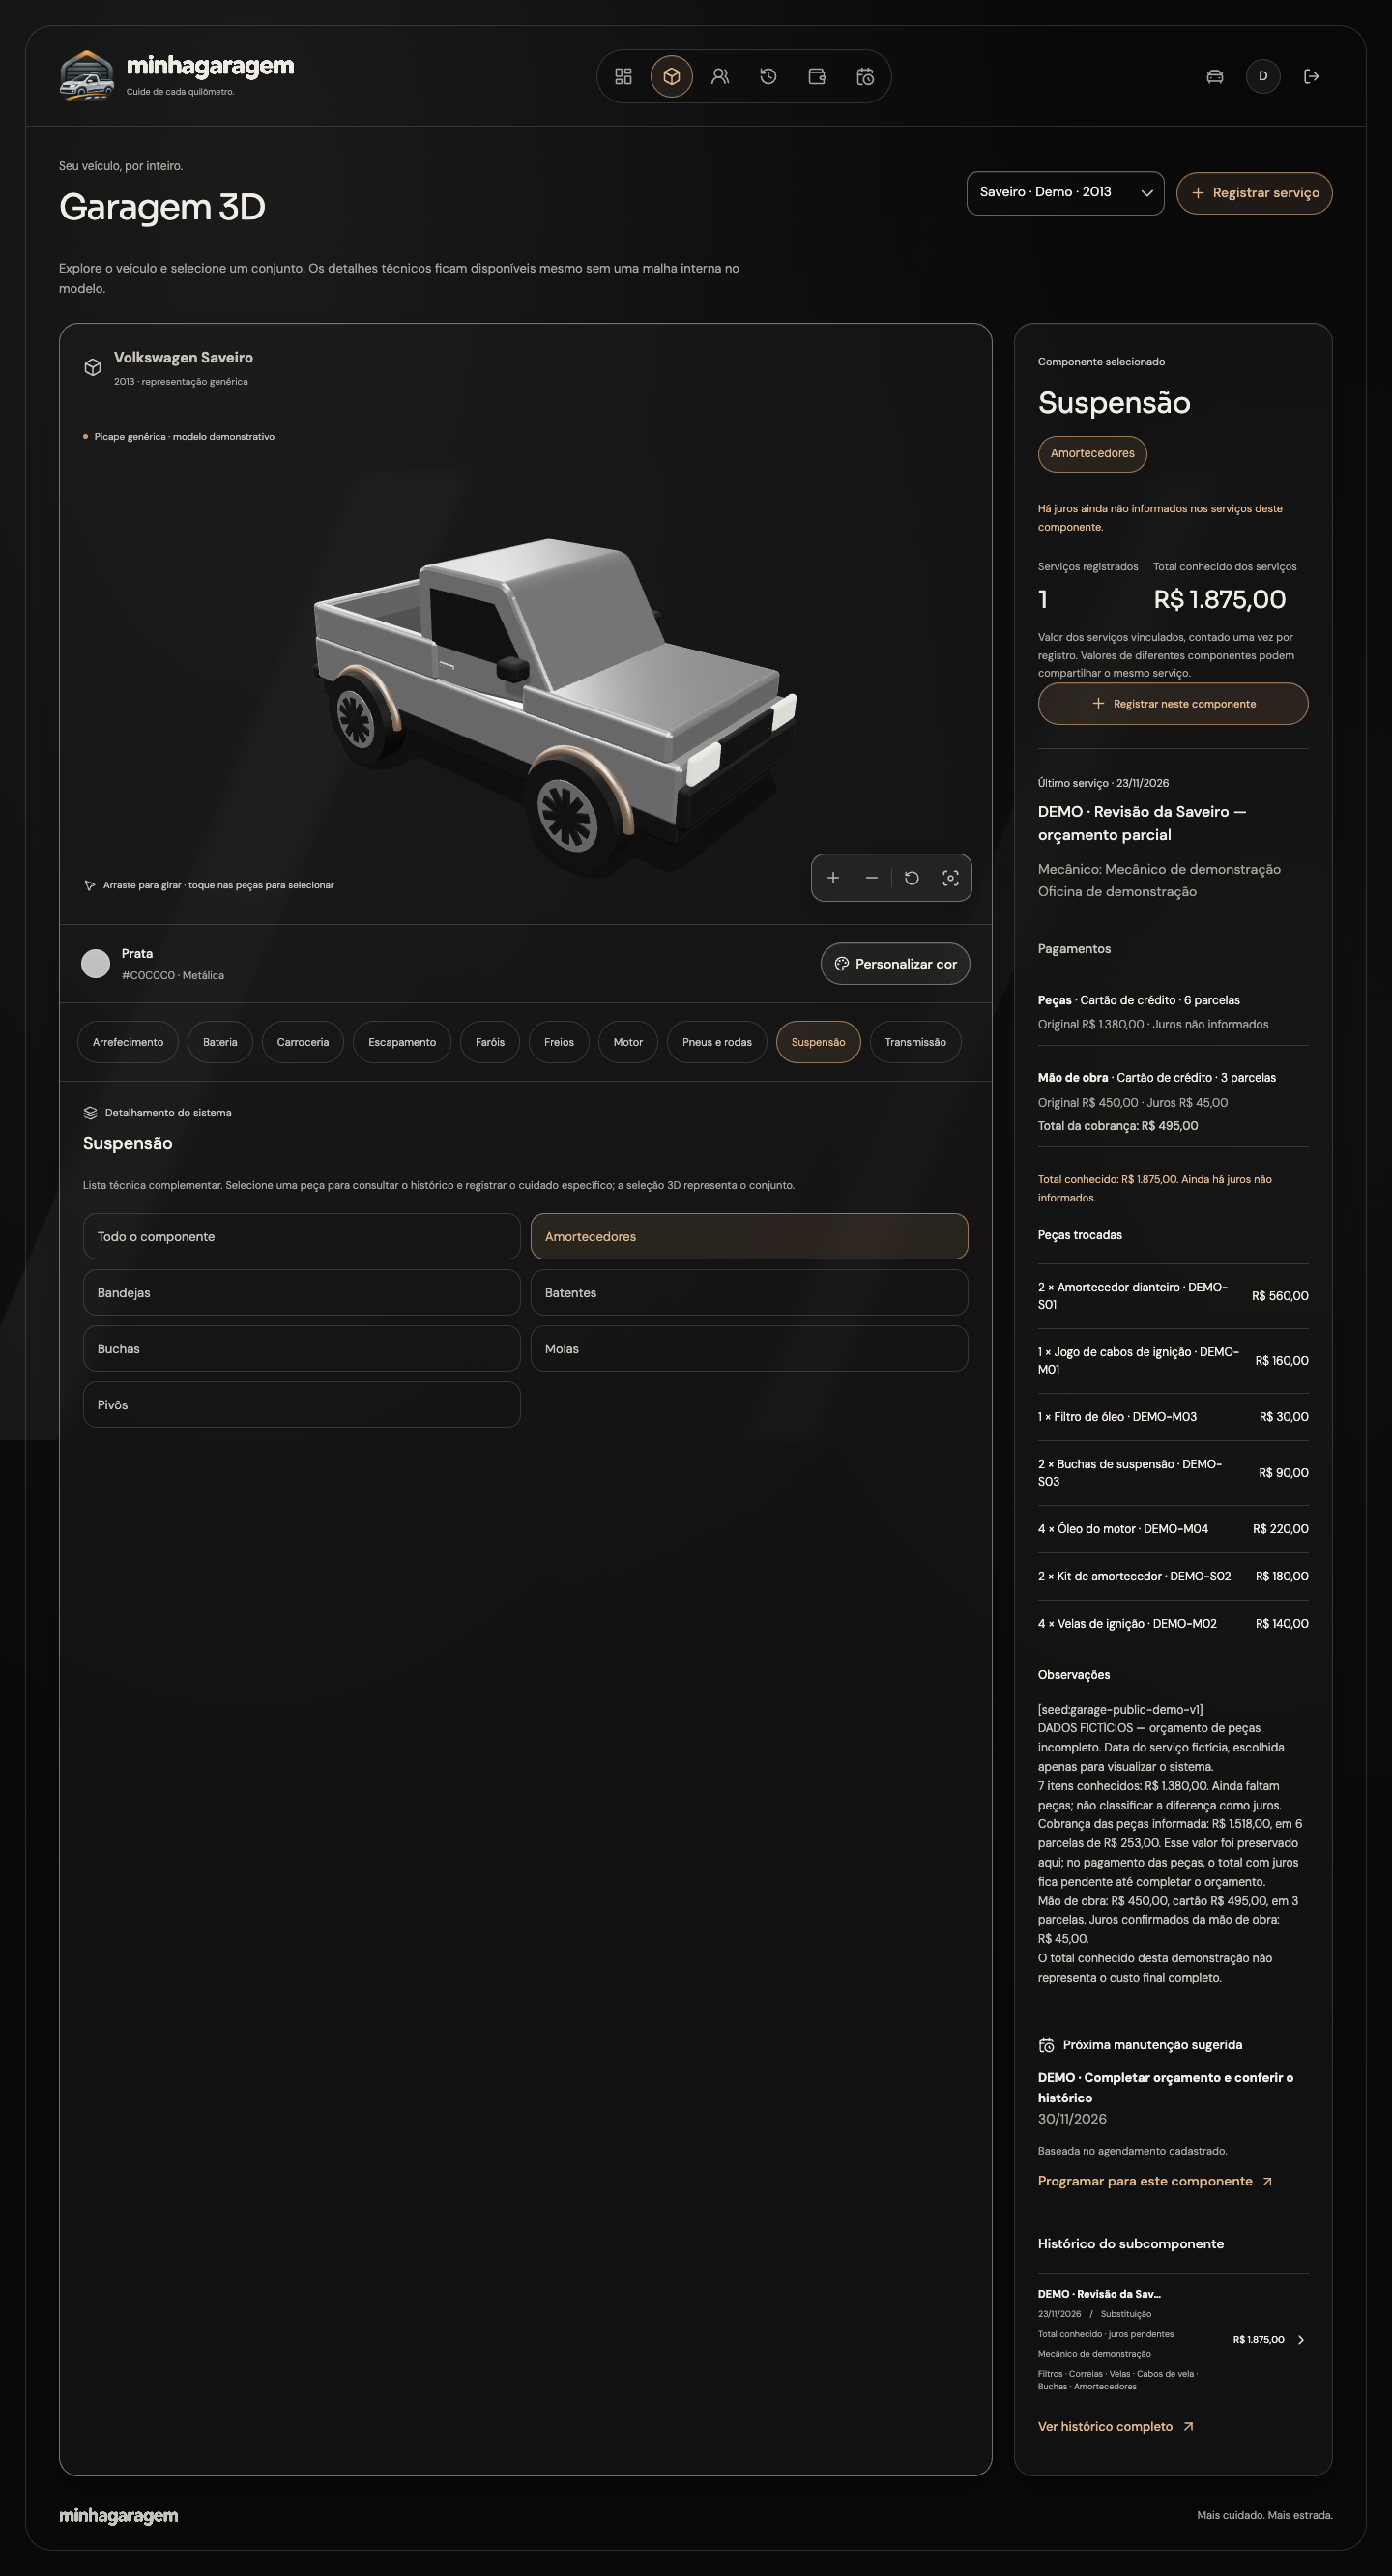 minhagaragem
Cuide de cada quilômetro.
D
Seu veículo, por inteiro.
Garagem 3D
Saveiro · Demo · 2013
Registrar serviço
Explore o veículo e selecione um conjunto. Os detalhes técnicos ficam disponíveis mesmo sem uma malha interna no
modelo.
Volkswagen Saveiro
2013 · representação genérica
Picape genérica · modelo demonstrativo
Arraste para girar · toque nas peças para selecionar
Prata
#C0C0C0 · Metálica
Personalizar cor
Arrefecimento
Bateria
Carroceria
Escapamento
Faróis
Freios
Motor
Pneus e rodas
Suspensão
Transmissão
Detalhamento do sistema
Suspensão
Lista técnica complementar. Selecione uma peça para consultar o histórico e registrar o cuidado específico; a seleção 3D representa o conjunto.
Todo o componente
Amortecedores
Bandejas
Batentes
Buchas
Molas
Pivôs
Componente selecionado
Suspensão
Amortecedores
Há juros ainda não informados nos serviços deste
componente.
Serviços registrados
Total conhecido dos serviços
1
R$ 1.875,00
Valor dos serviços vinculados, contado uma vez por
registro. Valores de diferentes componentes podem
compartilhar o mesmo serviço.
Registrar neste componente
Último serviço · 23/11/2026
DEMO · Revisão da Saveiro —
orçamento parcial
Mecânico: Mecânico de demonstração
Oficina de demonstração
Pagamentos
Peças · Cartão de crédito · 6 parcelas
Original R$ 1.380,00 · Juros não informados
Mão de obra · Cartão de crédito · 3 parcelas
Original R$ 450,00 · Juros R$ 45,00
Total da cobrança: R$ 495,00
Total conhecido: R$ 1.875,00. Ainda há juros não
informados.
Peças trocadas
2 × Amortecedor dianteiro · DEMO-
S01
R$ 560,00
1 × Jogo de cabos de ignição · DEMO-
M01
R$ 160,00
1 × Filtro de óleo · DEMO-M03
R$ 30,00
2 × Buchas de suspensão · DEMO-
S03
R$ 90,00
4 × Óleo do motor · DEMO-M04
R$ 220,00
2 × Kit de amortecedor · DEMO-S02
R$ 180,00
4 × Velas de ignição · DEMO-M02
R$ 140,00
Observações
[seed:garage-public-demo-v1]
DADOS FICTÍCIOS — orçamento de peças
incompleto. Data do serviço fictícia, escolhida
apenas para visualizar o sistema.
7 itens conhecidos: R$ 1.380,00. Ainda faltam
peças; não classificar a diferença como juros.
Cobrança das peças informada: R$ 1.518,00, em 6
parcelas de R$ 253,00. Esse valor foi preservado
aqui; no pagamento das peças, o total com juros
fica pendente até completar o orçamento.
Mão de obra: R$ 450,00, cartão R$ 495,00, em 3
parcelas. Juros confirmados da mão de obra:
R$ 45,00.
O total conhecido desta demonstração não
representa o custo final completo.
Próxima manutenção sugerida
DEMO · Completar orçamento e conferir o
histórico
30/11/2026
Baseada no agendamento cadastrado.
Programar para este componente
Histórico do subcomponente
DEMO · Revisão da Sav...
23/11/2026 / Substituição
Total conhecido · juros pendentes
Mecânico de demonstração
Filtros · Correias · Velas · Cabos de vela ·
Buchas · Amortecedores
R$ 1.875,00
Ver histórico completo
minhagaragem
Mais cuidado. Mais estrada.